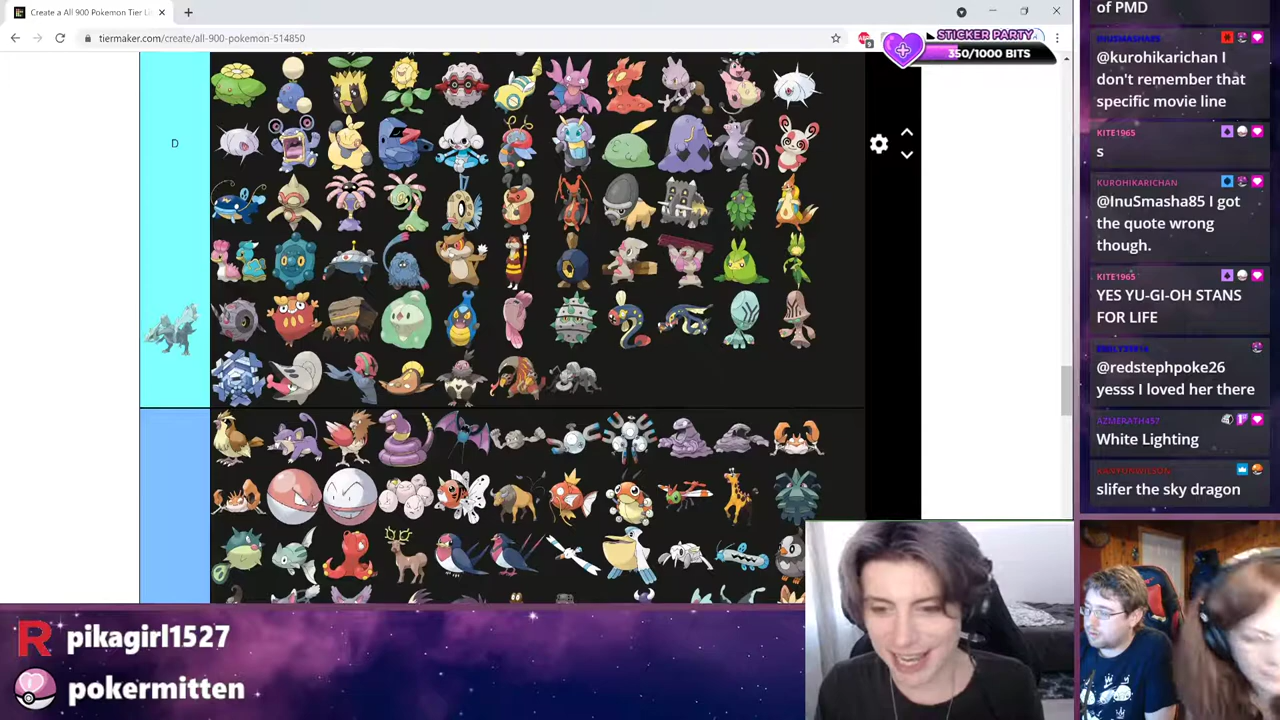 Create a All 900 Pokemon Tier Lis
tiermaker.com/create/all-900-pokemon-514850
STICKER PARTY
350/1000 BITS
D
of PMD
@kurohikarichan I
don't remember that
specific movie line
KITE1965
s
KUROHIKARICHAN
@InuSmasha85 I got
the quote wrong
though.
KITE1965
YES YU-GI-OH STANS
FOR LIFE
@redstephpoke26
yesss I loved her there
AZMERATH457
White Lighting
slifer the sky dragon
R pikagirl1527
pokermitten